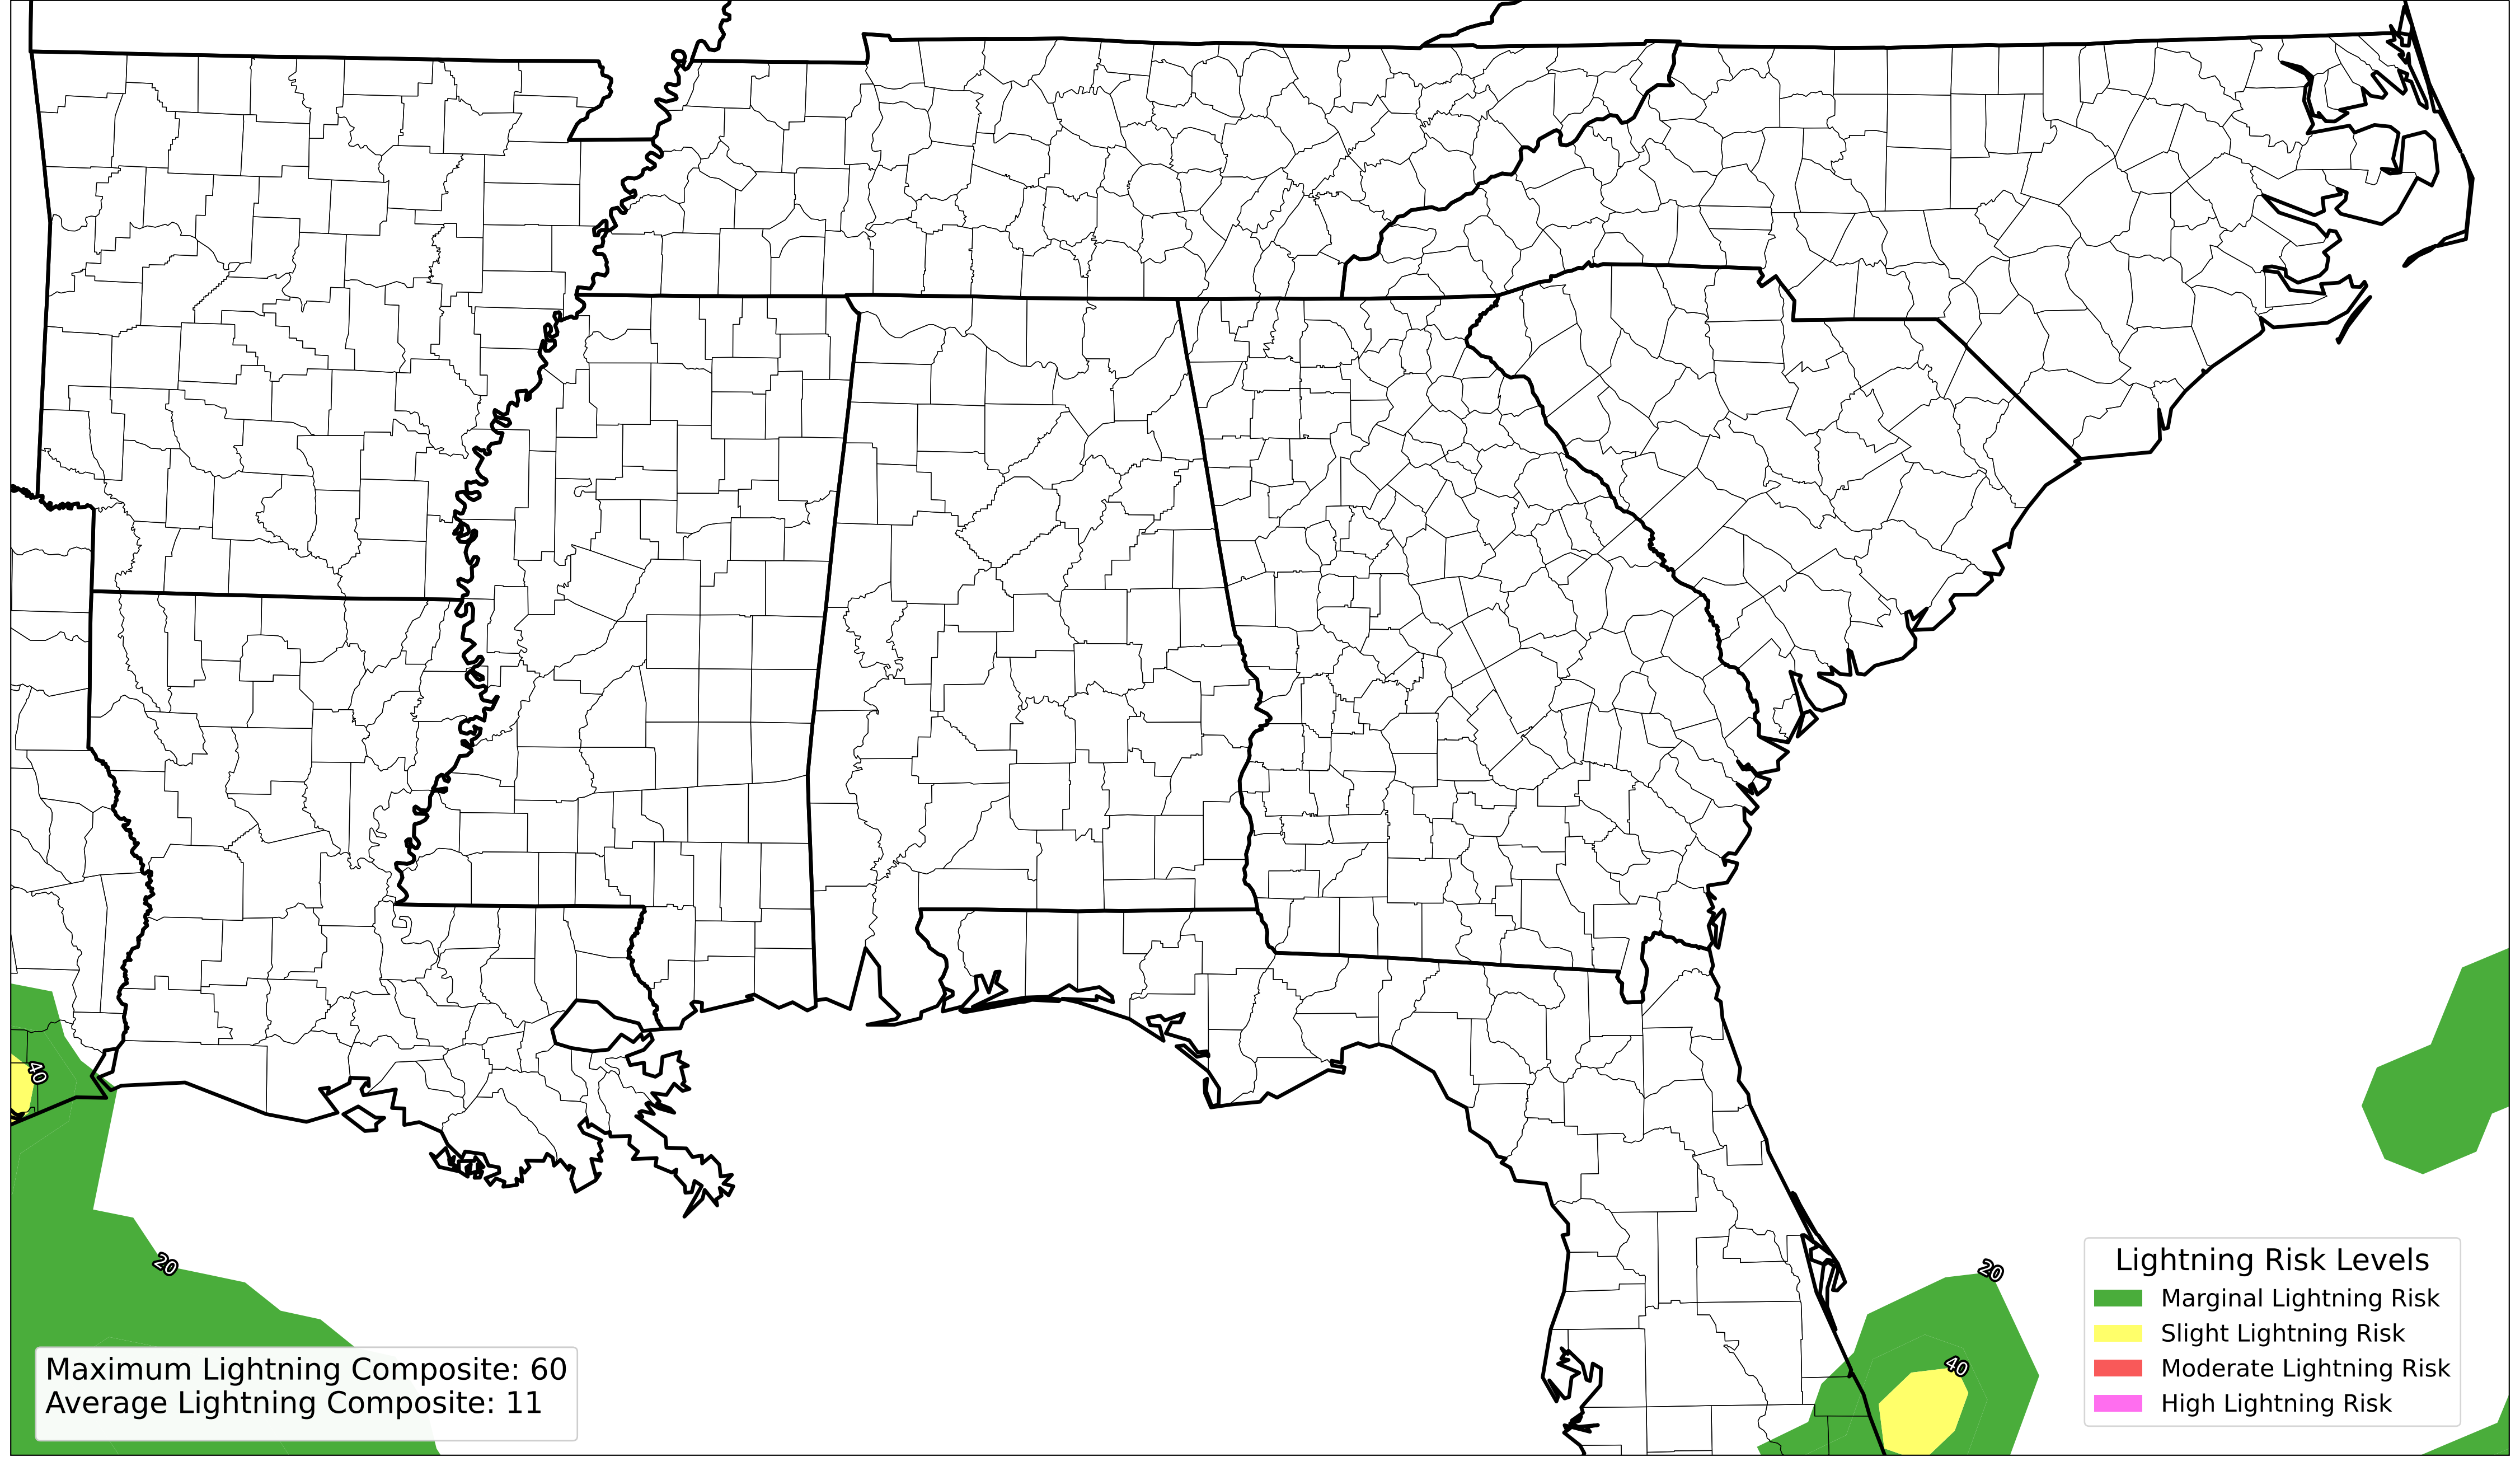 40
20
20
40
Maximum Lightning Composite: 60
Average Lightning Composite: 11
Lightning Risk Levels
Marginal Lightning Risk
Slight Lightning Risk
Moderate Lightning Risk
High Lightning Risk